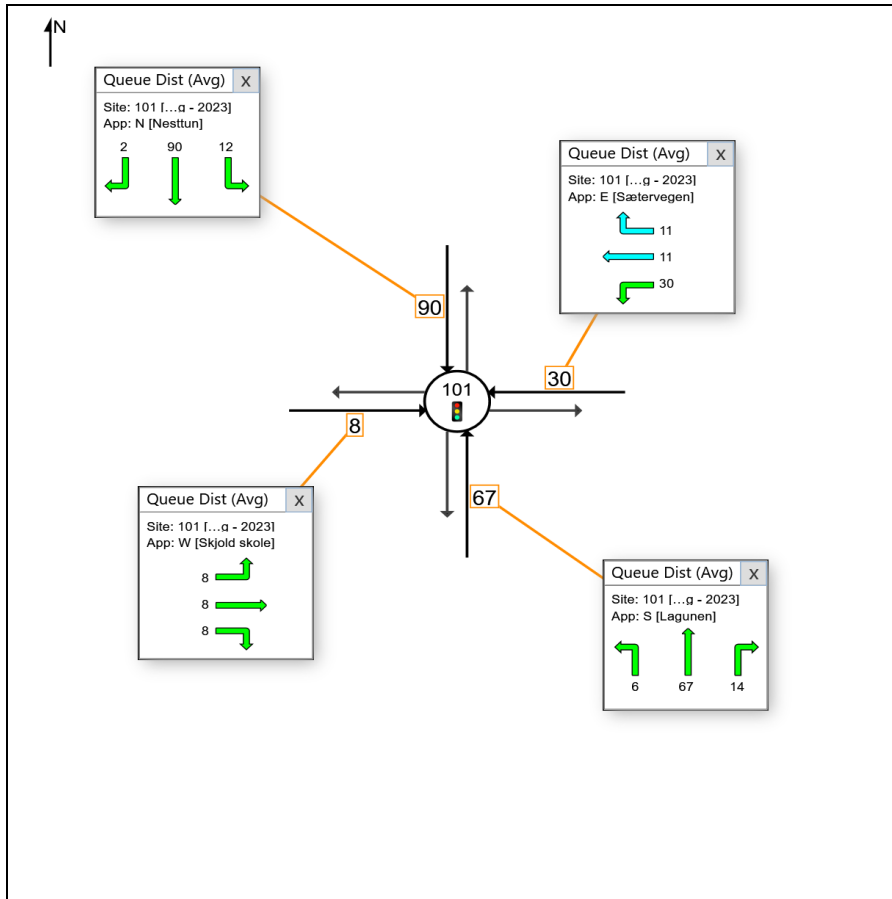 N
Queue Dist (Avg) X
Site: 101 [...g - 2023]
App: N [Nesttun]
2 90 12
Queue Dist (Avg) X
Site: 101 [...g - 2023]
App: E [Sætervegen]
11
11
30
90
30
101
8
67
Queue Dist (Avg) X
Site: 101 [...g - 2023]
App: W [Skjold skole]
8
8
8
Queue Dist (Avg) X
Site: 101 [...g - 2023]
App: S [Lagunen]
6 67 14